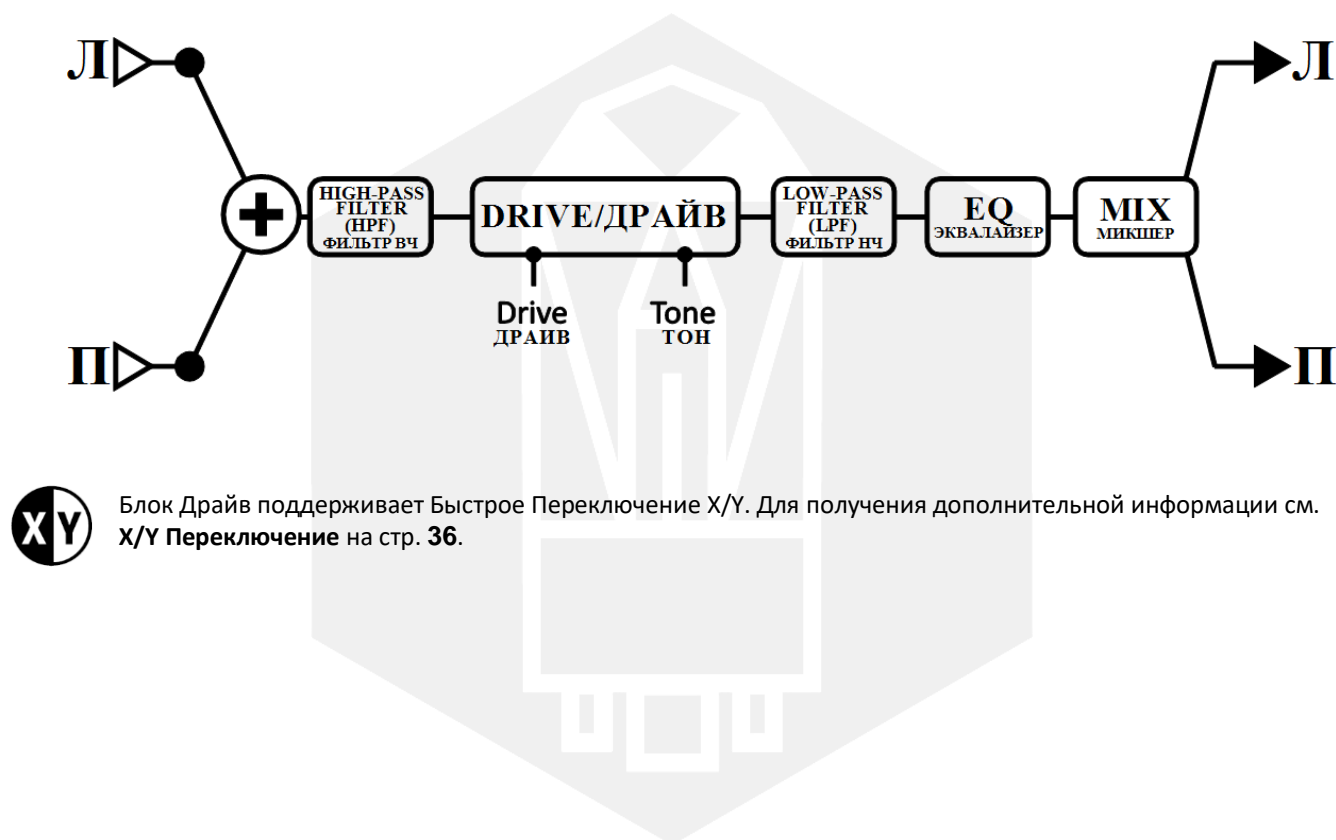 Л
Л
HIGH-PASS
FILTER
(HPF)
ФИЛЬТР ВЧ
DRIVE/ДРАЙВ
LOW-PASS
FILTER
(LPF)
ФИЛЬТР НЧ
EQ
ЭКВАЛАЙЗЕР
MIX
МИКШЕР
Drive
ДРАЙВ
Tone
ТОН
П
П
X Y
Блок Драйв поддерживает Быстрое Переключение X/Y. Для получения дополнительной информации см.
X/Y Переключение на стр. 36.